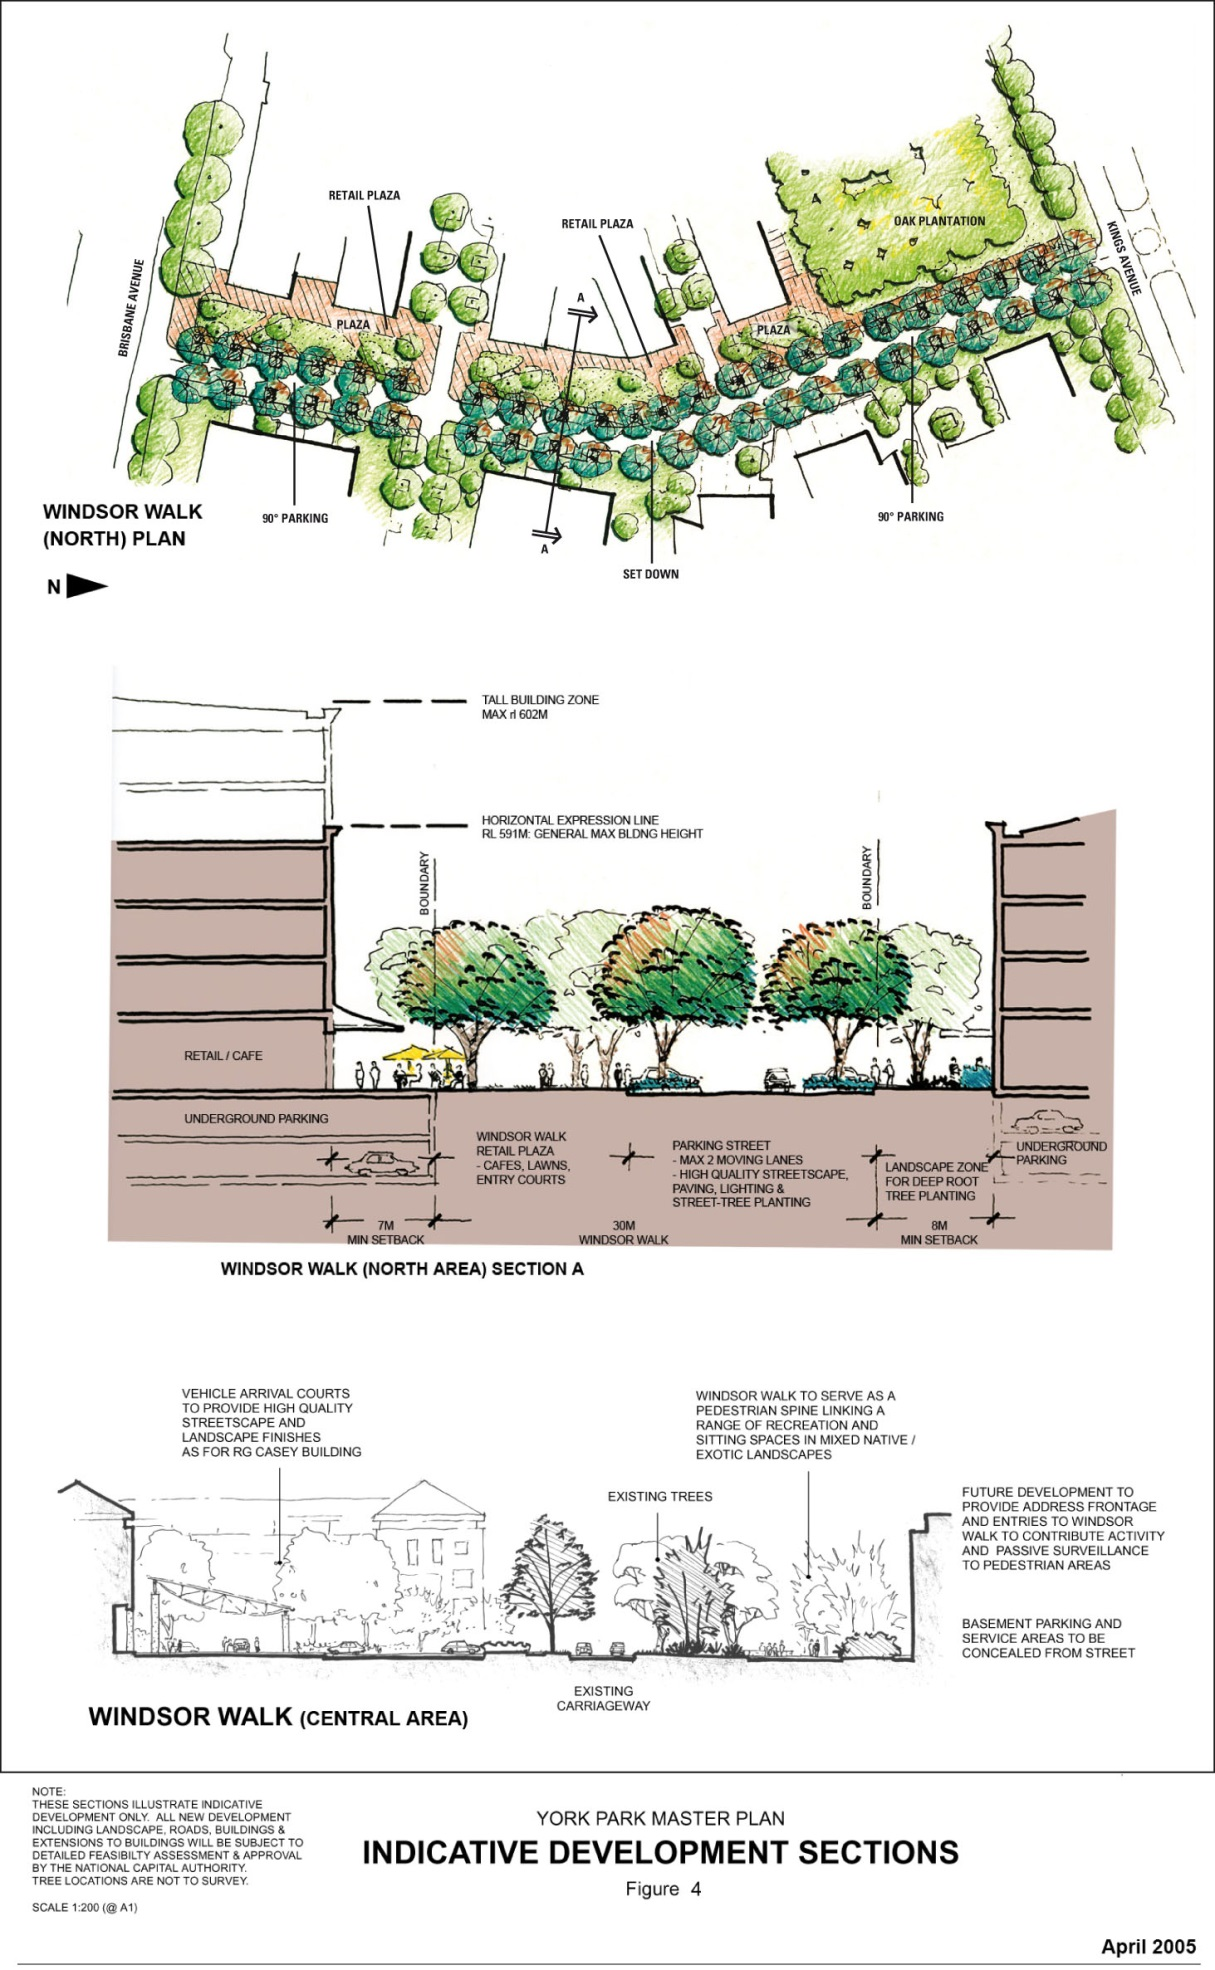 RETAIL PLAZA
RETAIL PLAZA
OAK PLANTATION
KINGS AVENUE
BRISBANE AVENUE
A
PLAZA
PLAZA
WINDSOR WALK
(NORTH) PLAN
90° PARKING
90° PARKING
A
SET DOWN
N
TALL BUILDING ZONE
MAX rl 602M
HORIZONTAL EXPRESSION LINE
RL 591M: GENERAL MAX BLDNG HEIGHT
BOUNDARY
BOUNDARY
RETAIL / CAFE
UNDERGROUND PARKING
WINDSOR WALK
RETAIL PLAZA
- CAFES, LAWNS,
ENTRY COURTS
PARKING STREET
- MAX 2 MOVING LANES
- HIGH QUALITY STREETSCAPE,
PAVING, LIGHTING &
STREET-TREE PLANTING
LANDSCAPE ZONE
FOR DEEP ROOT
TREE PLANTING
UNDERGROUND
PARKING
7M
MIN SETBACK
30M
WINDSOR WALK
8M
MIN SETBACK
WINDSOR WALK (NORTH AREA) SECTION A
VEHICLE ARRIVAL COURTS
TO PROVIDE HIGH QUALITY
STREETSCAPE AND
LANDSCAPE FINISHES
AS FOR RG CASEY BUILDING
WINDSOR WALK TO SERVE AS A
PEDESTRIAN SPINE LINKING A
RANGE OF RECREATION AND
SITTING SPACES IN MIXED NATIVE /
EXOTIC LANDSCAPES
EXISTING TREES
FUTURE DEVELOPMENT TO
PROVIDE ADDRESS FRONTAGE
AND ENTRIES TO WINDSOR
WALK TO CONTRIBUTE ACTIVITY
AND PASSIVE SURVEILLANCE
TO PEDESTRIAN AREAS
BASEMENT PARKING AND
SERVICE AREAS TO BE
CONCEALED FROM STREET
EXISTING
CARRIAGEWAY
WINDSOR WALK (CENTRAL AREA)
NOTE:
THESE SECTIONS ILLUSTRATE INDICATIVE
DEVELOPMENT ONLY. ALL NEW DEVELOPMENT
INCLUDING LANDSCAPE, ROADS, BUILDINGS &
EXTENSIONS TO BUILDINGS WILL BE SUBJECT TO
DETAILED FEASIBILTY ASSESSMENT & APPROVAL
BY THE NATIONAL CAPITAL AUTHORITY.
TREE LOCATIONS ARE NOT TO SURVEY.
SCALE 1:200 (@ A1)
YORK PARK MASTER PLAN
INDICATIVE DEVELOPMENT SECTIONS
Figure 4
April 2005